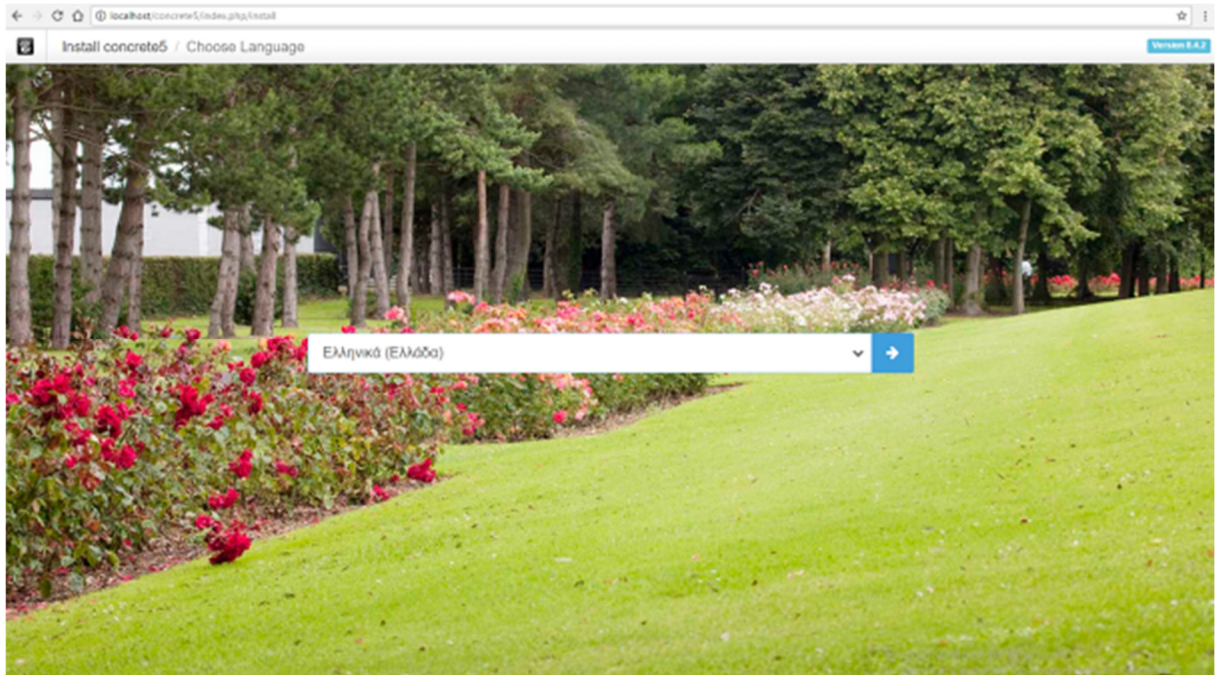 localhost/concrete5/index.php/install
Install concrete5 / Choose Language
Version 8.4.2
Ελληνικά (Ελλάδα)